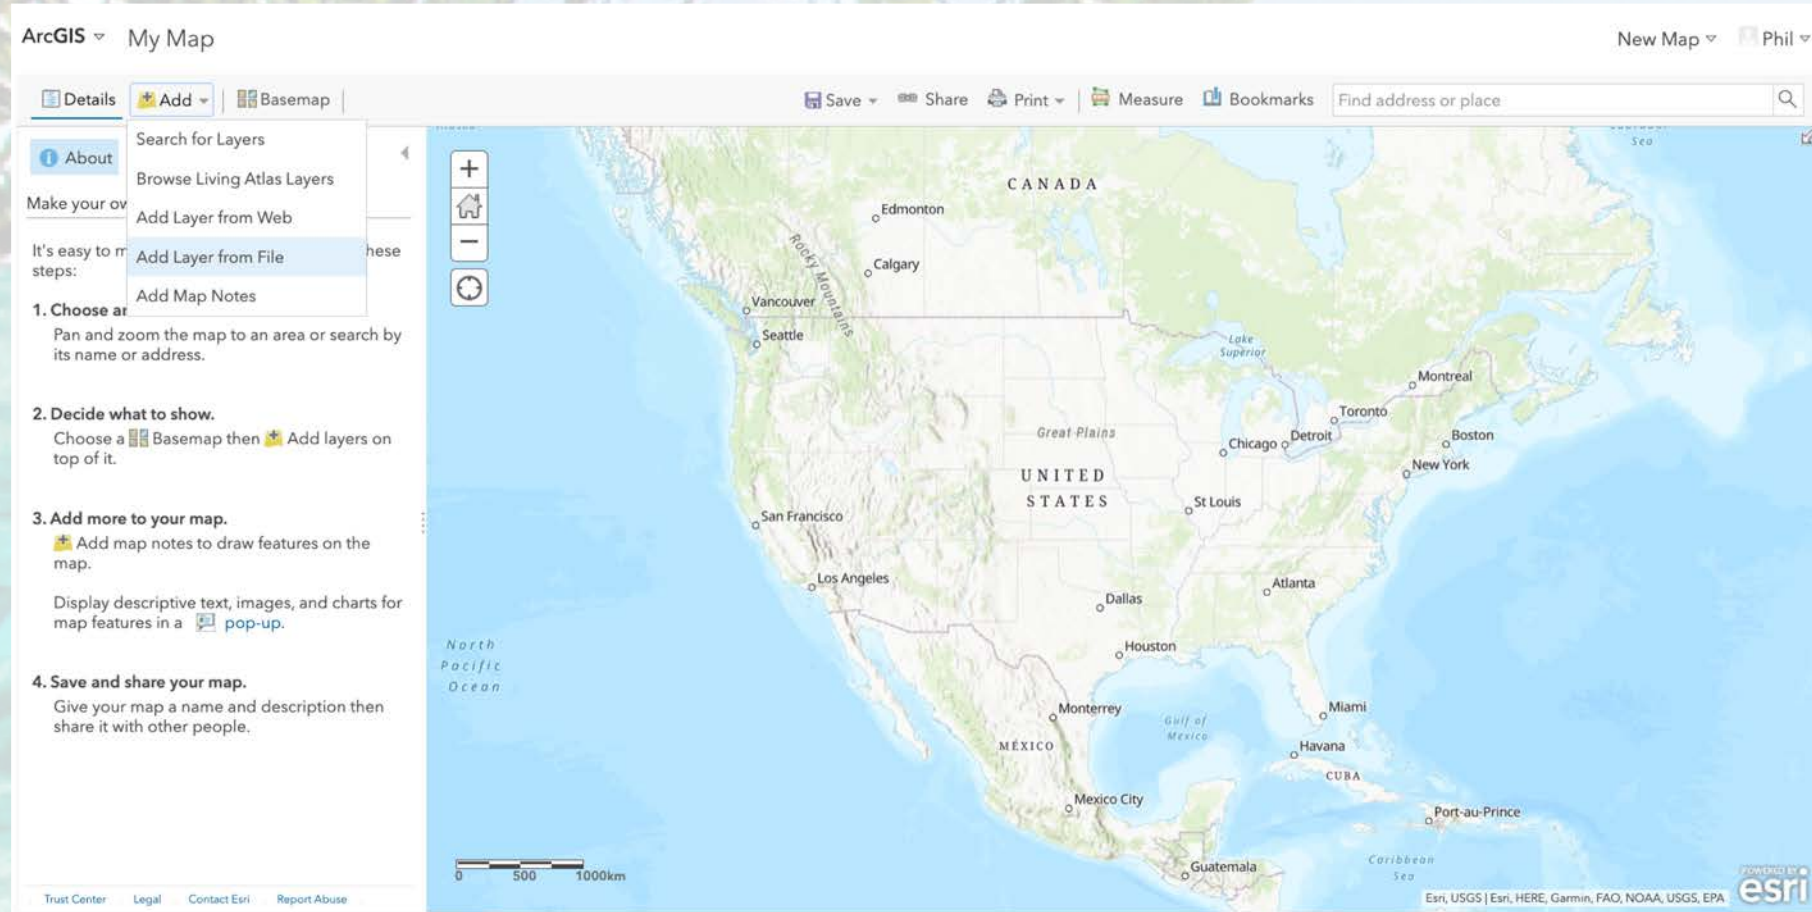 ArcGIS My Map New Map Phil
Details Add Basemap Save Share Print Measure Bookmarks Find address or place
Search for Layers
Browse Living Atlas Layers
Add Layer from Web
Add Layer from File
Add Map Notes
About
Make your ov
It's easy to m hese
steps:
1. Choose ar
Pan and zoom the map to an area or search by
its name or address.
2. Decide what to show.
Choose a Basemap then Add layers on
top of it.
3. Add more to your map.
Add map notes to draw features on the
map.
Display descriptive text, images, and charts for
map features in a pop-up.
4. Save and share your map.
Give your map a name and description then
share it with other people.
Trust Center Legal Contact Esri Report Abuse
Sea
CANADA
Edmonton
Rocky Mountains
Calgary
Vancouver
Seattle
Lake
Superior
Montreal
Toronto
Great Plains
Chicago
Detroit
Boston
New York
UNITED
STATES
St Louis
San Francisco
Los Angeles
Atlanta
Dallas
North
Pacific
Ocean
Houston
Monterrey
Gulf of
Mexico
Miami
MÉXICO
Havana
CUBA
Mexico City
Port-au-Prince
Guatemala
Caribbean
Sea
0 500 1000km
Esri, USGS | Esri, HERE, Garmin, FAO, NOAA, USGS, EPA
POWERED BY
esri